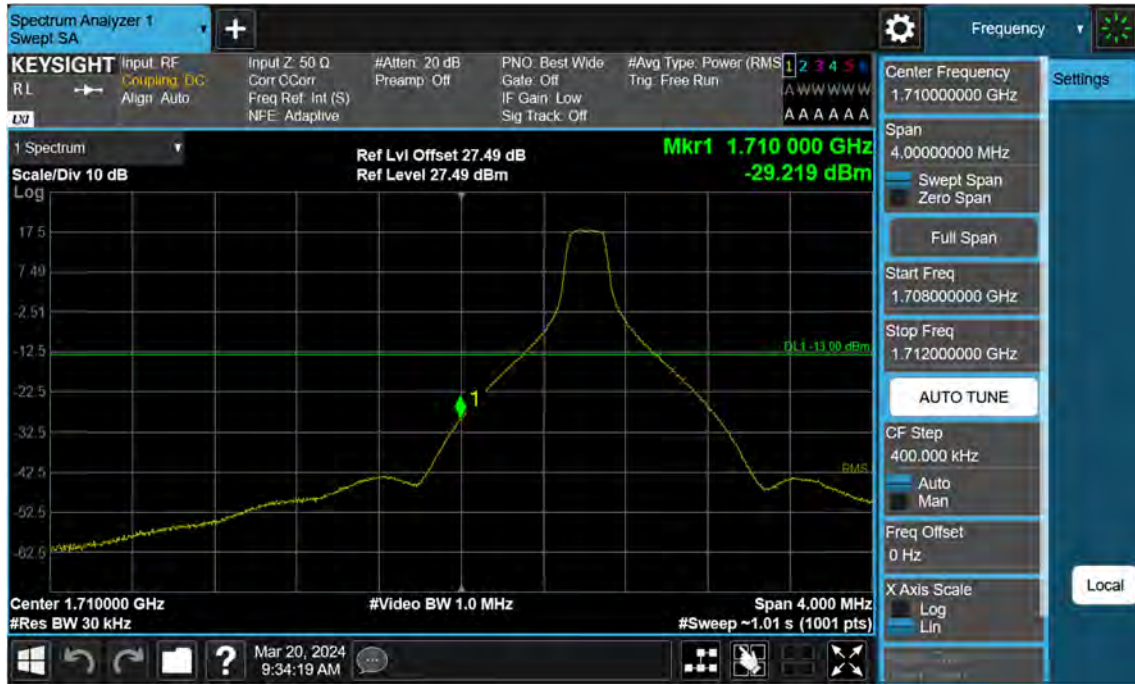 Spectrum Analyzer 1
Swept SA
+
Frequency
KEYSIGHT
RL
LXI
Input: RF
Coupling: DC
Align: Auto
Input Z: 50 Ω
Corr CCorr
Freq Ref: Int (S)
NFE: Adaptive
#Atten: 20 dB
Preamp: Off
PNO: Best Wide
Gate: Off
IF Gain: Low
Sig Track: Off
#Avg Type: Power (RMS
Trig: Free Run
1 2 3 4 5 6
A W W W W W
A A A A A A
1 Spectrum
Scale/Div 10 dB
Log
Ref Lvl Offset 27.49 dB
Ref Level 27.49 dBm
Mkr1 1.710 000 GHz
-29.219 dBm
17.5
7.49
-2.51
-12.5
-22.5
-32.5
-42.5
-52.5
-62.5
DL1 -13.00 dBm
1
RMS
Center 1.710000 GHz
#Res BW 30 kHz
#Video BW 1.0 MHz
Span 4.000 MHz
#Sweep ~1.01 s (1001 pts)
?
Mar 20, 2024
9:34:19 AM
Center Frequency
1.710000000 GHz
Span
4.00000000 MHz
Swept Span
Zero Span
Full Span
Start Freq
1.708000000 GHz
Stop Freq
1.712000000 GHz
AUTO TUNE
CF Step
400.000 kHz
Auto
Man
Freq Offset
0 Hz
X Axis Scale
Log
Lin
Settings
Local